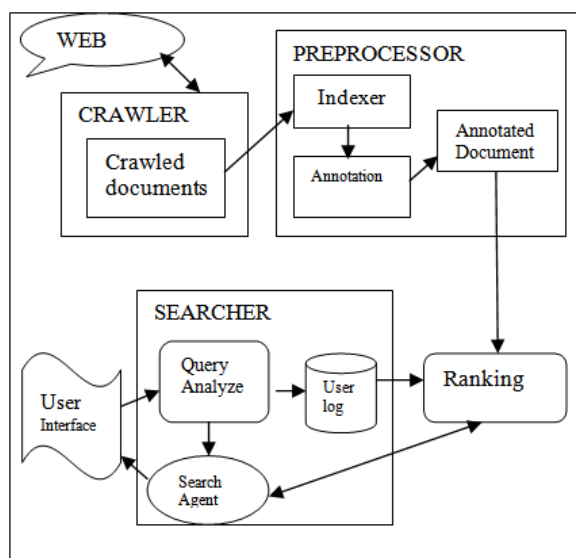 WEB
CRAWLER
Crawled
documents
PREPROCESSOR
Indexer
Annotation
Annotated
Document
SEARCHER
Query
Analyze
User
log
Ranking
User
Interface
Search
Agent